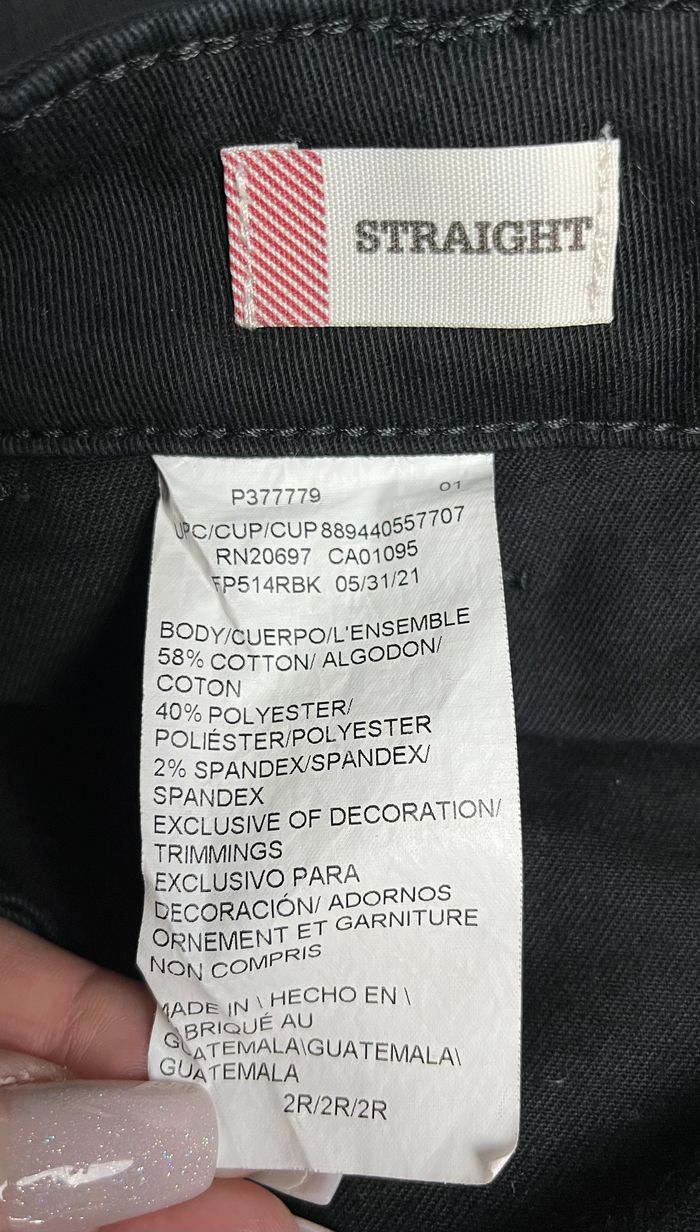 STRAIGHT
P377779 01
UPC/CUP/CUP 889440557707
RN20697 CA01095
FP514RBK 05/31/21
BODY/CUERPO/L'ENSEMBLE
58% COTTON/ ALGODON/
COTON
40% POLYESTER/
POLIÉSTER/POLYESTER
2% SPANDEX/SPANDEX/
SPANDEX
EXCLUSIVE OF DECORATION/
TRIMMINGS
EXCLUSIVO PARA
DECORACIÓN/ ADORNOS
ORNEMENT ET GARNITURE
NON COMPRIS
MADE IN \ HECHO EN \
FABRIQUÉ AU
GUATEMALA\GUATEMALA\
GUATEMALA
2R/2R/2R